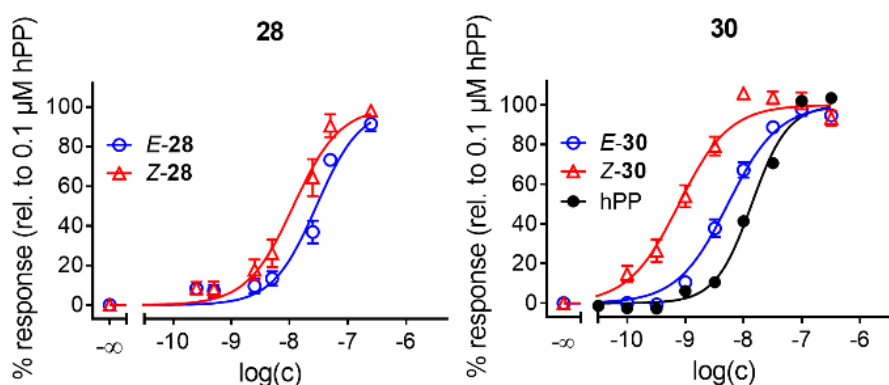 28
% response (rel. to 0.1 µM hPP)
100
80
60
40
20
0
E-28
Z-28
-∞
-10
-9
-8
-7
-6
log(c)
30
% response (rel. to 0.1 µM hPP)
100
80
60
40
20
0
E-30
Z-30
hPP
-∞
-10
-9
-8
-7
-6
log(c)